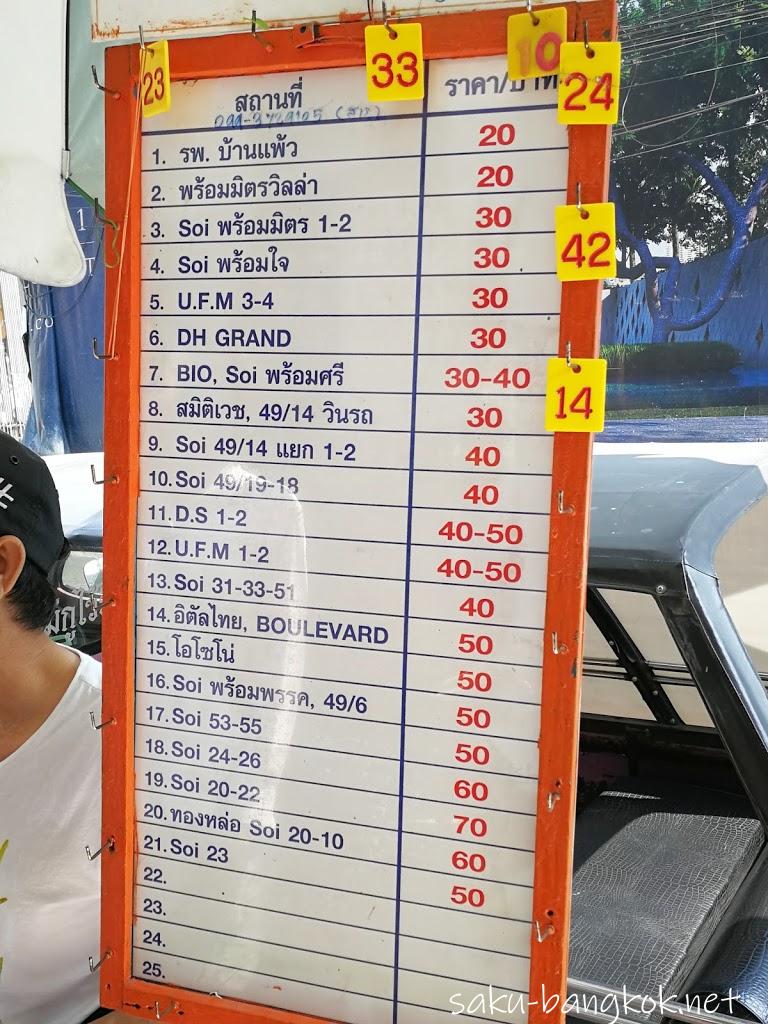 23
33
10
24
สถานที่ ราคา/บาท
1. รพ. บ้านแพ้ว 20
2. พร้อมมิตรวิลล่า 20
3. Soi พร้อมมิตร 1-2 30
42
4. Soi พร้อมใจ 30
5. U.F.M 3-4 30
6. DH GRAND 30
7. BIO, Soi พร้อมศรี 30-40
14
8. สมิติเวช, 49/14 วินรถ 30
9. Soi 49/14 แยก 1-2 40
10. Soi 49/19-18 40
11. D.S 1-2 40-50
12. U.F.M 1-2 40-50
13. Soi 31-33-51 40
14. อิตัลไทย, BOULEVARD 50
15. โอโซโน่ 50
16. Soi พร้อมพรรค, 49/6 50
17. Soi 53-55 50
18. Soi 24-26 60
19. Soi 20-22 70
20. ทองหล่อ Soi 20-10 60
21. Soi 23 50
22.
23.
24.
25.
saku-bangkok.net